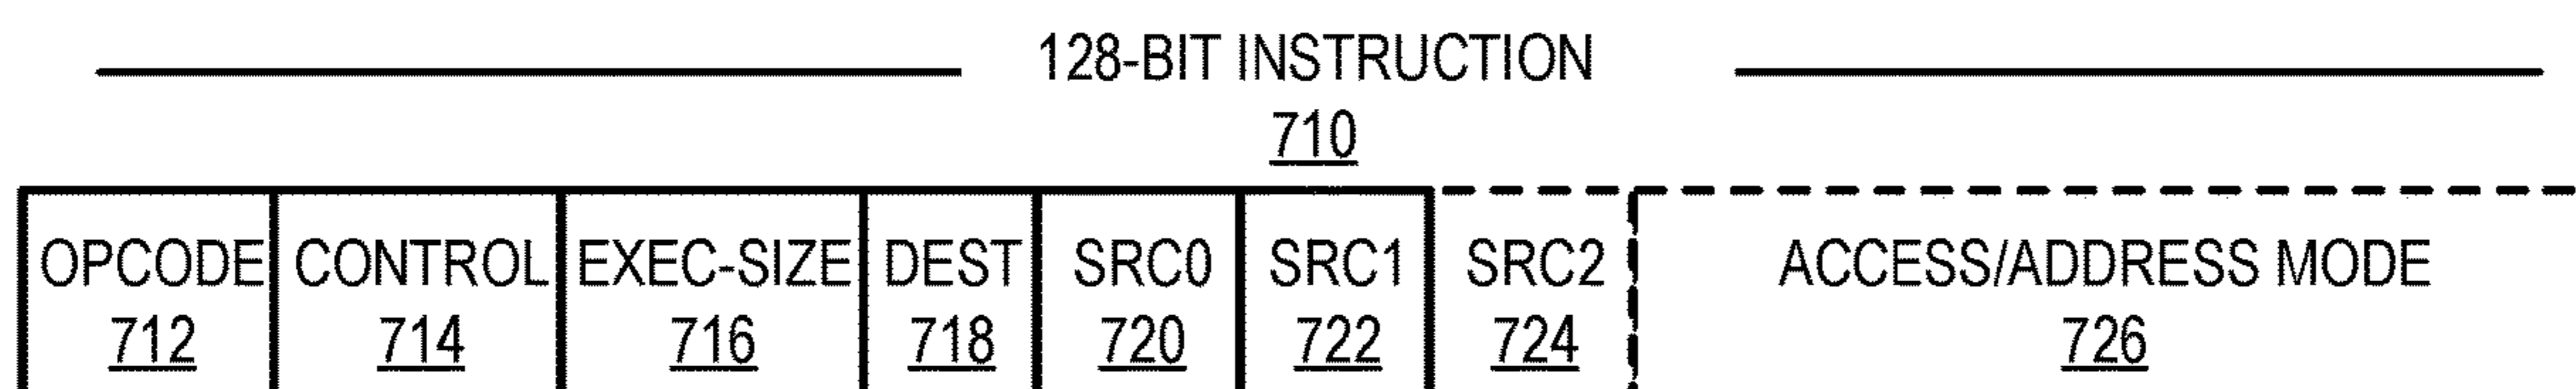 128-BIT INSTRUCTION
710
OPCODE CONTROL EXEC-SIZE DEST SRC0 SRC1 SRC2 ACCESS/ADDRESS MODE
712 714 716 718 720 722 724 726